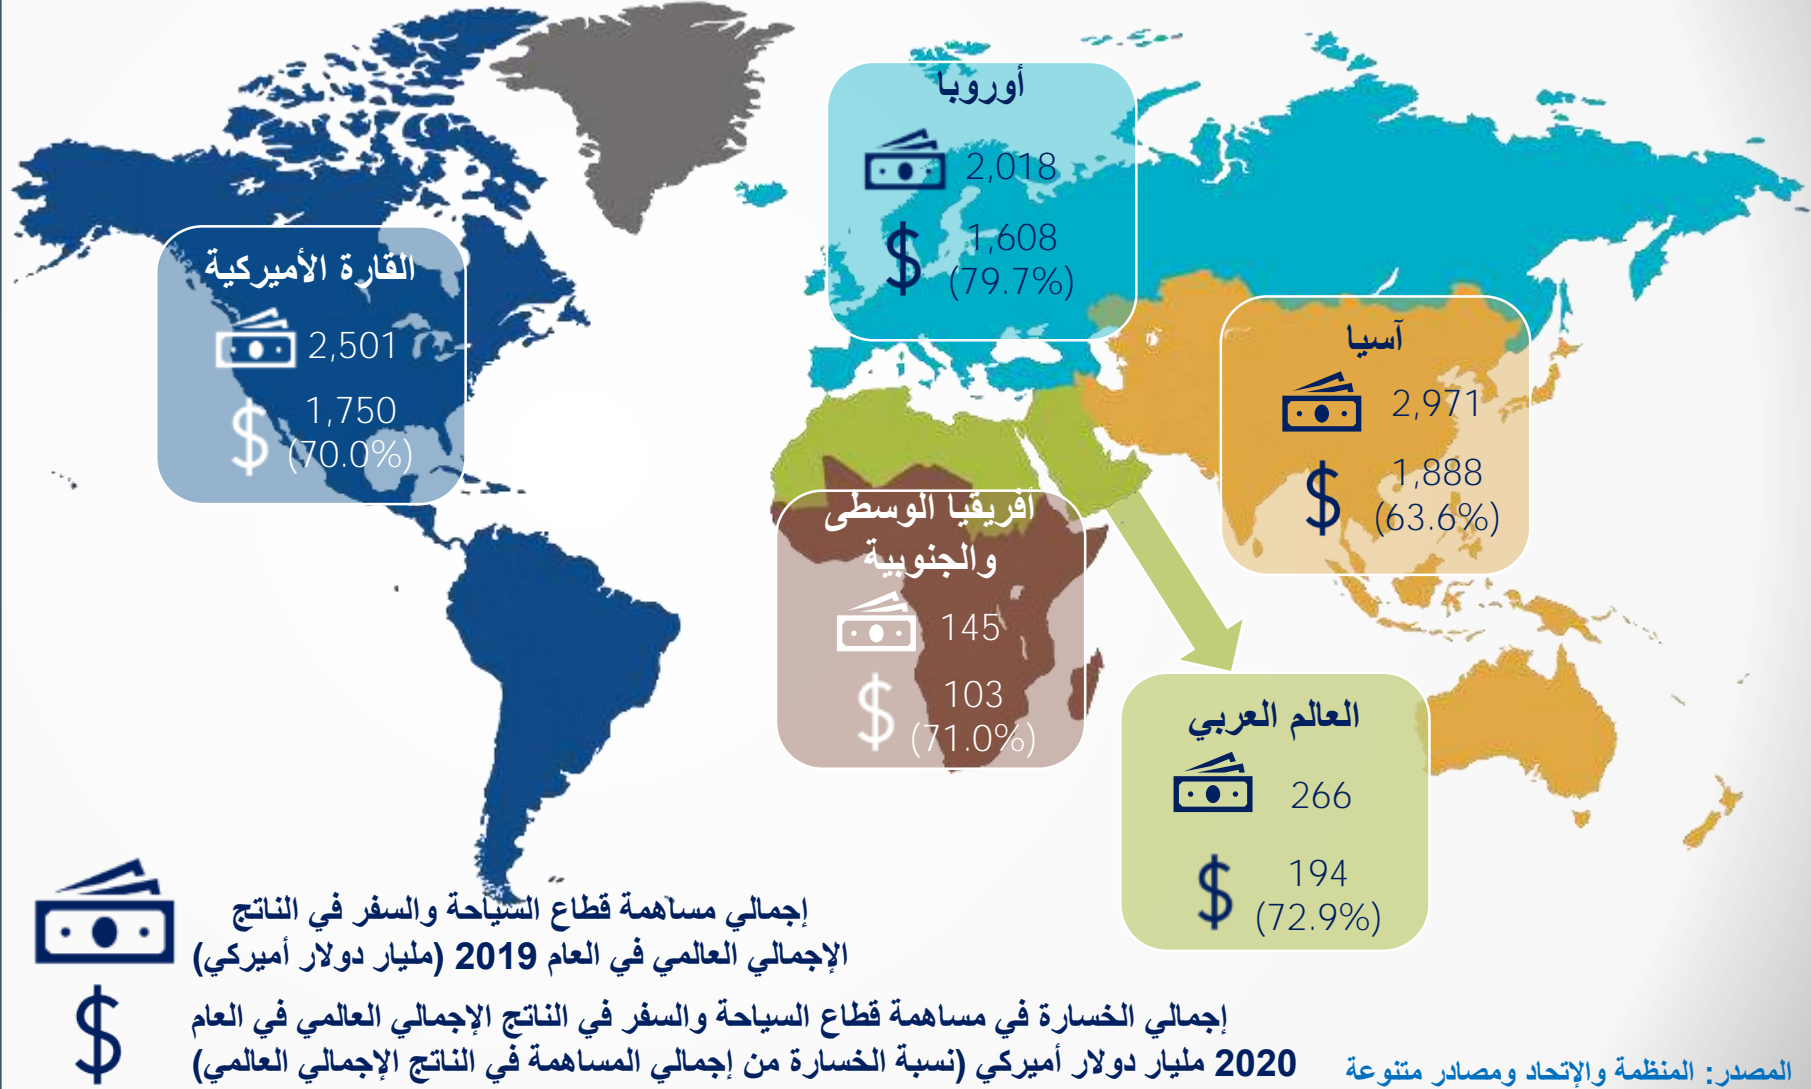 أوروبا
2,018
1,608
(79.7%)
القارة الأميركية
2,501
1,750
(70.0%)
آسيا
2,971
1,888
(63.6%)
أفريقيا الوسطى
والجنوبية
145
103
(71.0%)
العالم العربي
266
194
(72.9%)
إجمالي مساهمة قطاع السياحة والسفر في الناتج
الإجمالي العالمي في العام 2019 (مليار دولار أميركي)
إجمالي الخسارة في مساهمة قطاع السياحة والسفر في الناتج الإجمالي العالمي في العام
2020 مليار دولار أميركي (نسبة الخسارة من إجمالي المساهمة في الناتج الإجمالي العالمي)
المصدر: المنظمة والإتحاد ومصادر متنوعة